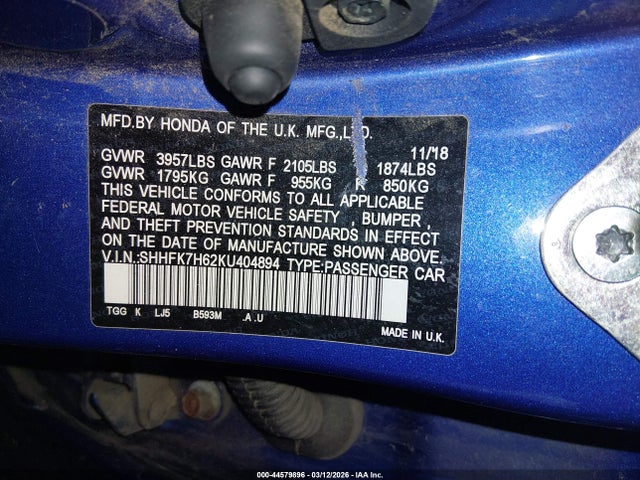 MFD.BY HONDA OF THE U.K. MFG.,LTD.
11/18
GVWR 3957LBS GAWR F 2105LBS 1874LBS
GVWR 1795KG GAWR F 955KG R 850KG
THIS VEHICLE CONFORMS TO ALL APPLICABLE
FEDERAL MOTOR VEHICLE SAFETY , BUMPER ,
AND THEFT PREVENTION STANDARDS IN EFFECT
ON THE DATE OF MANUFACTURE SHOWN ABOVE.
V.I.N.:SHHFK7H62KU404894 TYPE:PASSENGER CAR
TGG K LJ5 B593M .A .U
MADE IN U.K.
000-44579896 - 03/12/2026 - IAA Inc.